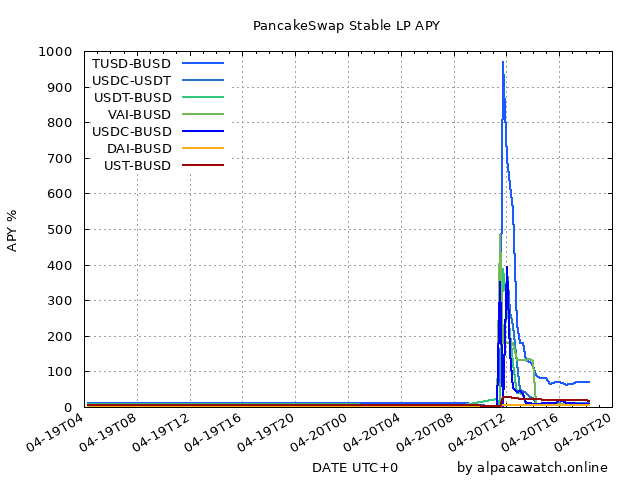 PancakeSwap Stable LP APY
1000
900
800
700
600
500
400
300
200
100
0
APY %
TUSD-BUSD
USDC-USDT
USDT-BUSD
VAI-BUSD
USDC-BUSD
DAI-BUSD
UST-BUSD
04-19T04
04-19T08
04-19T12
04-19T16
04-19T20
04-20T00
04-20T04
04-20T08
04-20T12
04-20T16
04-20T20
DATE UTC+0
by alpacawatch.online